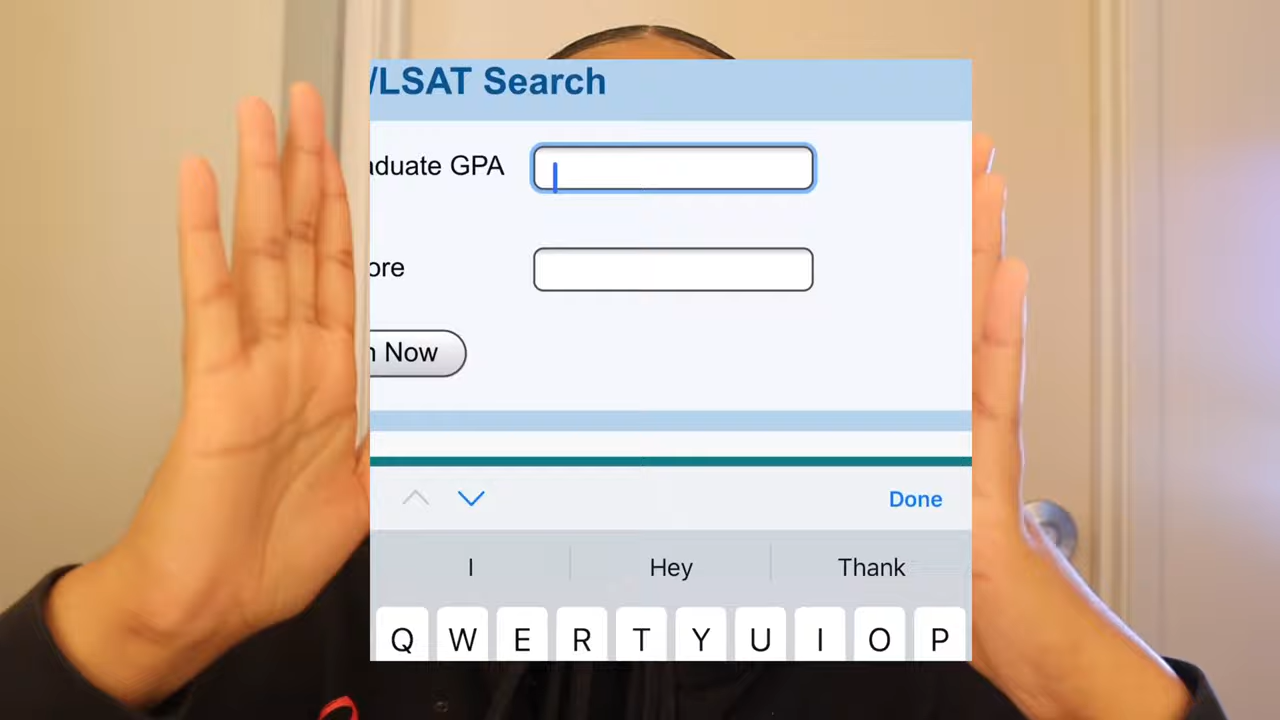 /LSAT Search
aduate GPA
ore
n Now
Done
I Hey Thank
Q W E R T Y U I O P